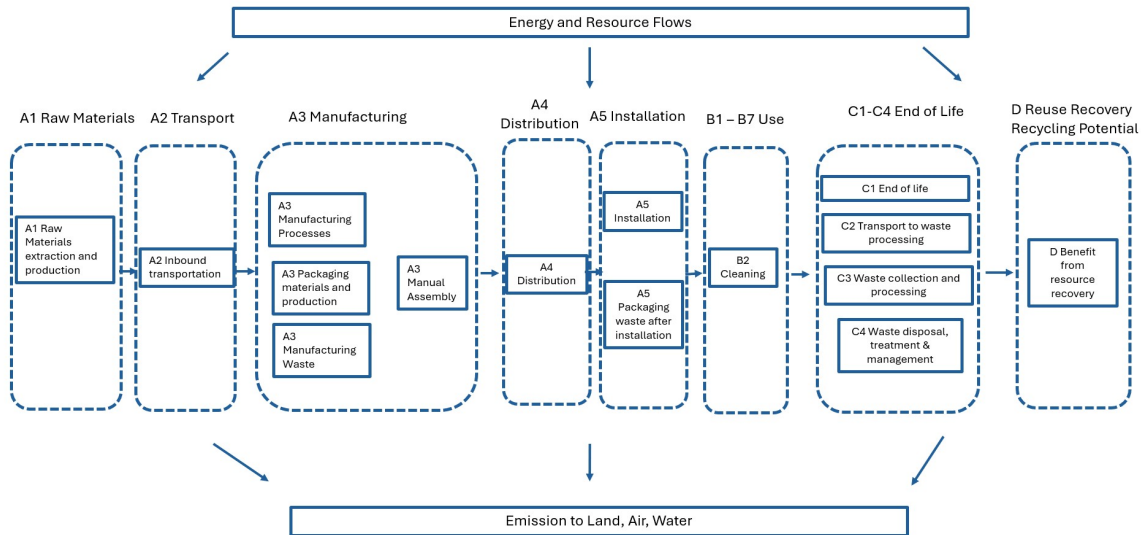 Energy and Resource Flows
A1 Raw Materials
A2 Transport
A3 Manufacturing
A4
Distribution
A5 Installation
B1 – B7 Use
C1-C4 End of Life
D Reuse Recovery
Recycling Potential
A1 Raw
Materials
extraction and
production
A2 Inbound
transportation
A3
Manufacturing
Processes
A3 Packaging
materials and
production
A3
Manufacturing
Waste
A3
Manual
Assembly
A4
Distribution
A5
Installation
A5
Packaging
waste after
installation
B2
Cleaning
C1 End of life
C2 Transport to waste
processing
C3 Waste collection and
processing
C4 Waste disposal,
treatment &
management
D Benefit
from
resource
recovery
Emission to Land, Air, Water